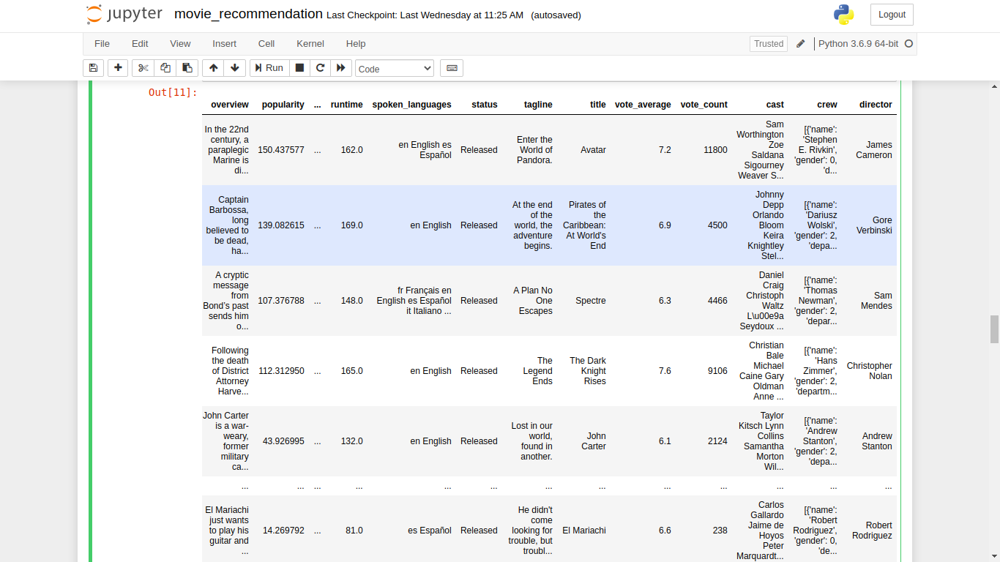 jupyter movie_recommendation Last Checkpoint: Last Wednesday at 11:25 AM (autosaved) Logout
File Edit View Insert Cell Kernel Help Trusted Python 3.6.9 64-bit
Run Code
Out[11]:
overview popularity ... runtime spoken_languages status tagline title vote_average vote_count cast crew director
In the 22nd
century, a
paraplegic
Marine is
di...
150.437577 ... 162.0
en English es
Español
Released
Enter the
World of
Pandora.
Avatar 7.2 11800
Sam
Worthington
Zoe
Saldana
Sigourney
Weaver S...
[{'name':
'Stephen
E. Rivkin',
'gender': 0,
'd...
James
Cameron
Captain
Barbossa,
long
believed to
be dead,
ha...
139.082615 ... 169.0 en English Released
At the end
of the
world, the
adventure
begins.
Pirates of
the
Caribbean:
At World's
End
6.9 4500
Johnny
Depp
Orlando
Bloom
Keira
Knightley
Stel...
[{'name':
'Dariusz
Wolski',
'gender': 2,
'depa...
Gore
Verbinski
A cryptic
message
from
Bond's past
sends him
o...
107.376788 ... 148.0
fr Français en
English es Español
it Italiano ...
Released
A Plan No
One
Escapes
Spectre 6.3 4466
Daniel
Craig
Christoph
Waltz
L\u00e9a
Seydoux ...
[{'name':
'Thomas
Newman',
'gender': 2,
'depar...
Sam
Mendes
Following
the death
of District
Attorney
Harve...
112.312950 ... 165.0 en English Released
The
Legend
Ends
The Dark
Knight
Rises
7.6 9106
Christian
Bale
Michael
Caine Gary
Oldman
Anne ...
[{'name':
'Hans
Zimmer',
'gender': 2,
'departm...
Christopher
Nolan
John Carter
is a war-
weary,
former
military
ca...
43.926995 ... 132.0 en English Released
Lost in our
world,
found in
another.
John
Carter
6.1 2124
Taylor
Kitsch Lynn
Collins
Samantha
Morton
Wil...
[{'name':
'Andrew
Stanton',
'gender': 2,
'depa...
Andrew
Stanton
... ... ... ... ... ... ... ... ... ... ... ... ...
El Mariachi
just wants
to play his
guitar and
...
14.269792 ... 81.0 es Español Released
He didn't
come
looking for
trouble, but
troubl...
El Mariachi 6.6 238
Carlos
Gallardo
Jaime de
Hoyos
Peter
Marquardt...
[{'name':
'Robert
Rodriguez',
'gender': 0,
'de...
Robert
Rodriguez